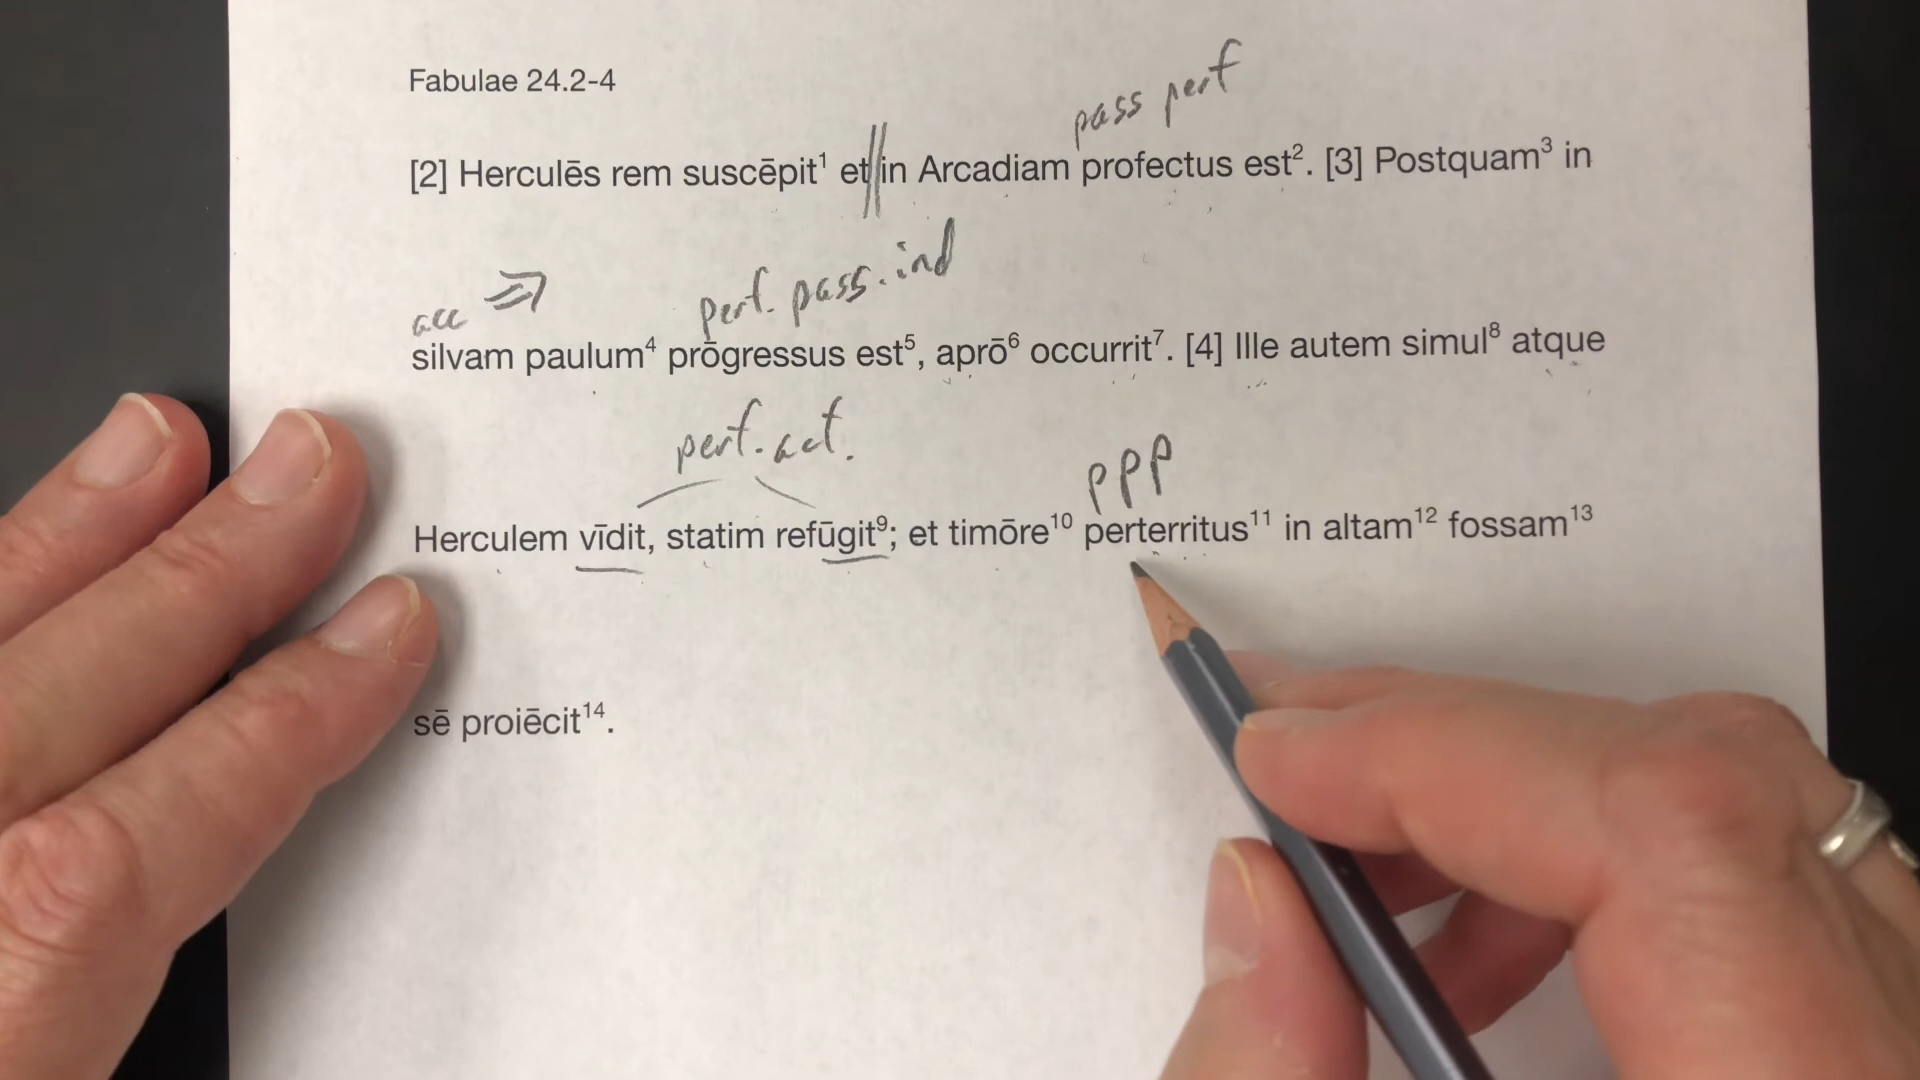 Fabulae 24.2-4
pass perf
[2] Herculēs rem suscēpit¹ et in Arcadiam profectus est². [3] Postquam³ in
acc perf. pass. ind
silvam paulum⁴ prōgressus est⁵, aprō⁶ occurrit⁷. [4] Ille autem simul⁸ atque
perf. act.
PPP
Herculem vīdit, statim refūgit⁹; et timōre¹⁰ perterritus¹¹ in altam¹² fossam¹³
sē proiēcit¹⁴.